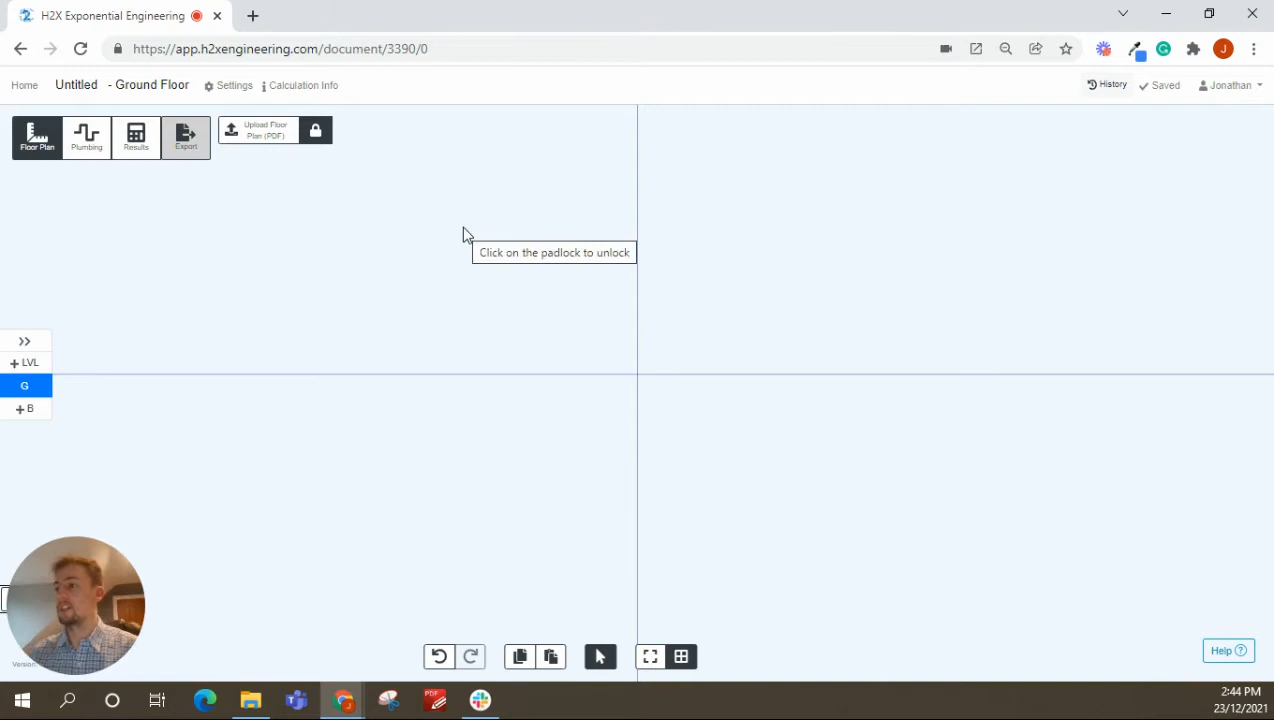 H2X Exponential Engineering
https://app.h2xengineering.com/document/3390/0
J
Home
Untitled - Ground Floor
Settings
Calculation Info
History
Saved
Jonathan
Floor Plan
Plumbing
Results
Export
Upload Floor
Plan (PDF)
Click on the padlock to unlock
+ LVL
G
+ B
Version
Help
PDF
2:44 PM
23/12/2021